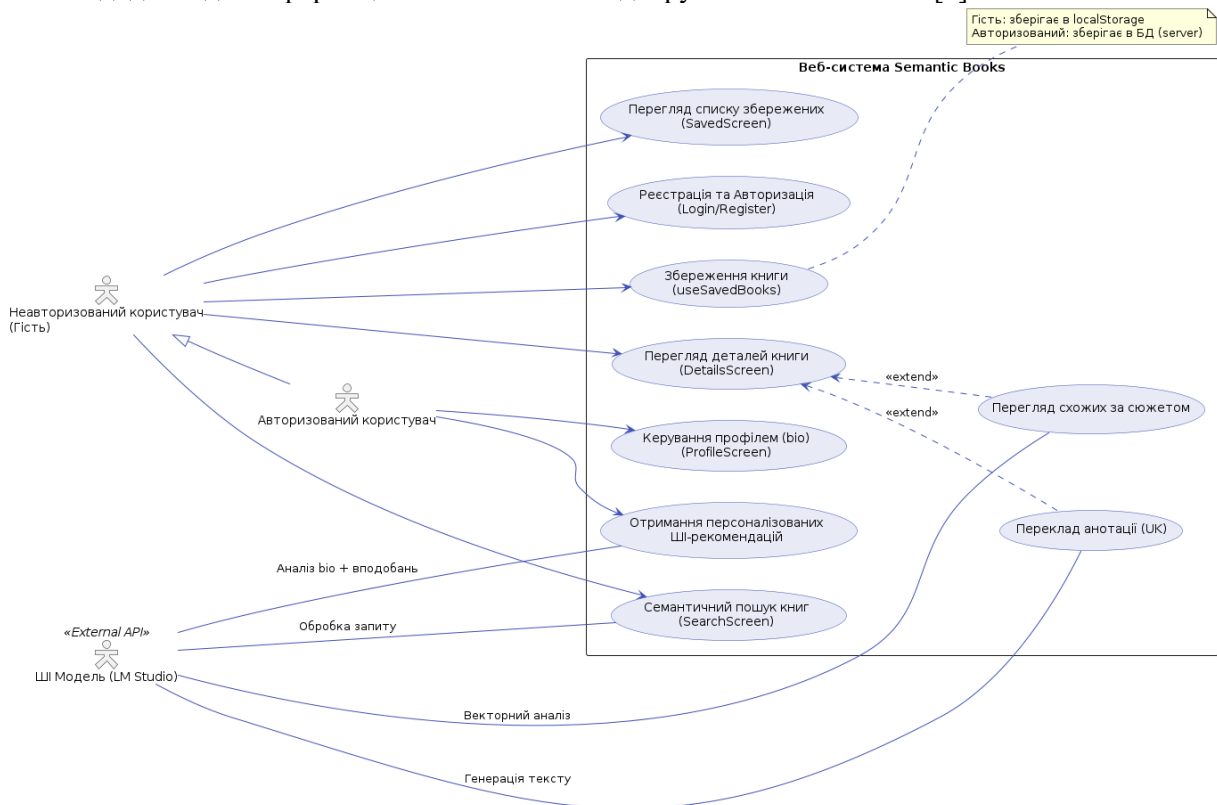 Гість: зберігає в localStorage
Авторизований: зберігає в БД (server)
Веб-система Semantic Books
Перегляд списку збережених
(SavedScreen)
Реєстрація та Авторизація
(Login/Register)
Збереження книги
(useSavedBooks)
Неавторизований користувач
(Гість)
Перегляд деталей книги
(DetailsScreen)
«extend»
Перегляд схожих за сюжетом
«extend»
Авторизований користувач
Керування профілем (bio)
(ProfileScreen)
Отримання персоналізованих
ШІ-рекомендацій
Переклад анотації (UK)
Аналіз bio + вподобань
Семантичний пошук книг
(SearchScreen)
Обробка запиту
«External API»
ШІ Модель (LM Studio)
Векторний аналіз
Генерація тексту